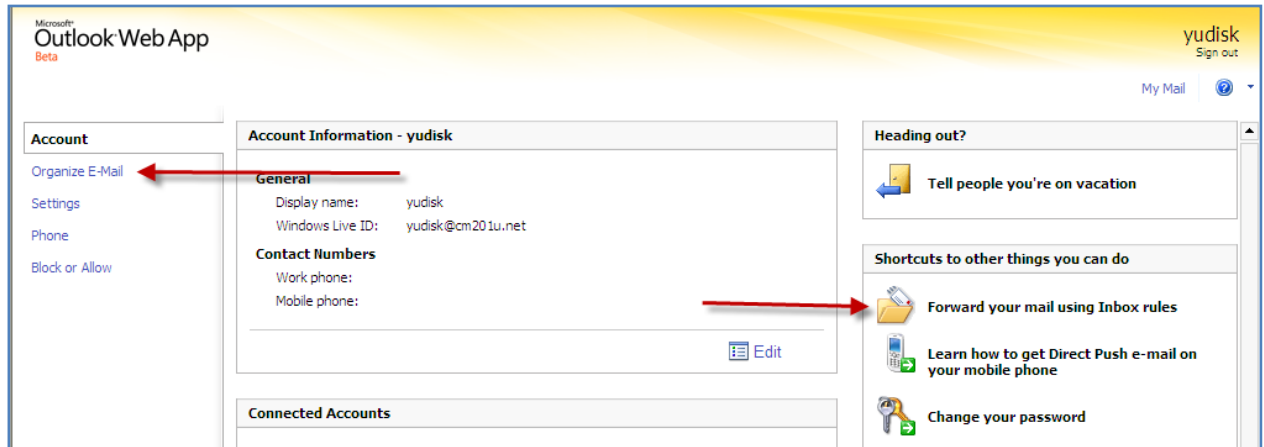 Microsoft®
Outlook Web App
Beta
yudisk
Sign out
My Mail
Account
Organize E-Mail
Settings
Phone
Block or Allow
Account Information - yudisk
General
Display name: yudisk
Windows Live ID: yudisk@cm201u.net
Contact Numbers
Work phone:
Mobile phone:
Edit
Connected Accounts
Heading out?
Tell people you're on vacation
Shortcuts to other things you can do
Forward your mail using Inbox rules
Learn how to get Direct Push e-mail on
your mobile phone
Change your password